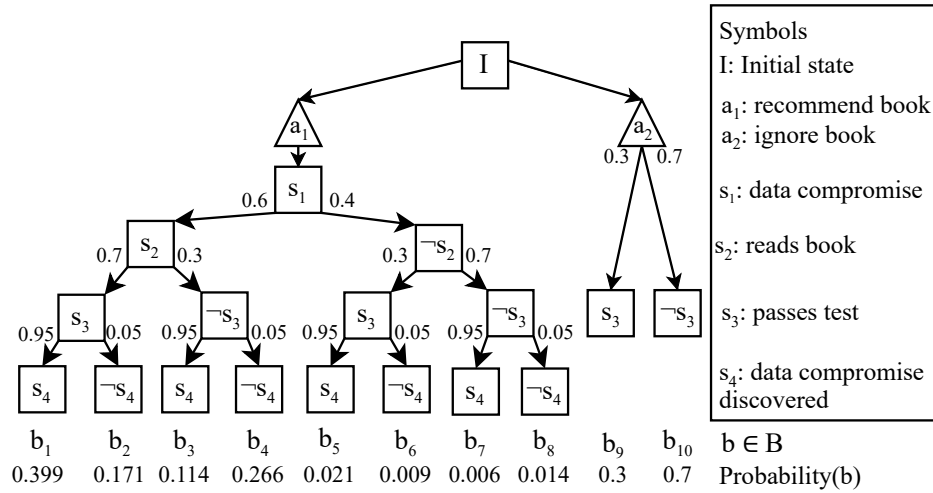 I
a₁
a₂
0.3 0.7
s₁
0.6 0.4
s₂ ¬s₂
0.7 0.3 0.3 0.7
s₃ ¬s₃ s₃ ¬s₃ s₃ ¬s₃
0.95 0.05 0.95 0.05 0.95 0.05 0.95 0.05
s₄ ¬s₄ s₄ ¬s₄ s₄ ¬s₄ s₄ ¬s₄
b₁ b₂ b₃ b₄ b₅ b₆ b₇ b₈ b₉ b₁₀ b ∈ B
0.399 0.171 0.114 0.266 0.021 0.009 0.006 0.014 0.3 0.7 Probability(b)
Symbols
I: Initial state
a₁: recommend book
a₂: ignore book
s₁: data compromise
s₂: reads book
s₃: passes test
s₄: data compromise
discovered